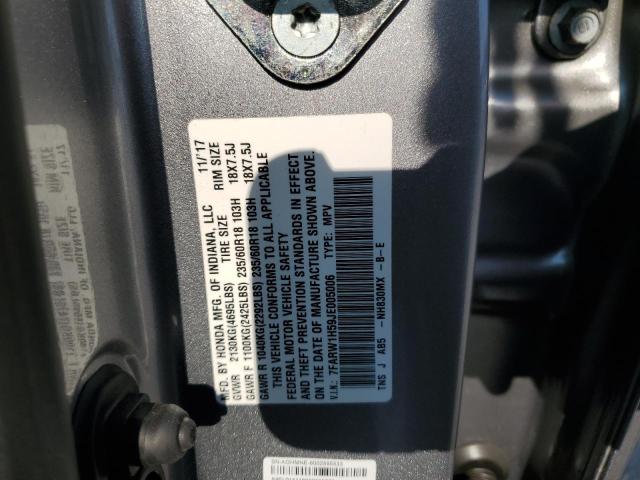 MFD. BY HONDA MFG. OF INDIANA, LLC 11/17
GVWR 2130KG(4695LBS) TIRE SIZE RIM SIZE
GAWR F 1100KG(2425LBS) 235/60R18 103H 18X7.5J
GAWR R 1040KG(2292LBS) 235/60R18 103H 18X7.5J
THIS VEHICLE CONFORMS TO ALL APPLICABLE
FEDERAL MOTOR VEHICLE SAFETY
AND THEFT PREVENTION STANDARDS IN EFFECT
ON THE DATE OF MANUFACTURE SHOWN ABOVE.
V.I.N.: 7FARW1H59JE005006 TYPE: MPV
TNS J AB5 - NH830MX - B - E